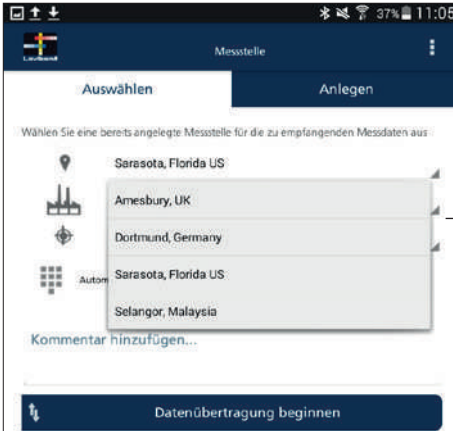 37% 11:05
Lovibond
Messstelle
Auswählen Anlegen
Wählen Sie eine bereits angelegte Messstelle für die zu empfangenden Messdaten aus
Sarasota, Florida US
Amesbury, UK
Dortmund, Germany
Autom
Sarasota, Florida US
Selangor, Malaysia
Kommentar hinzufügen...
Datenübertragung beginnen